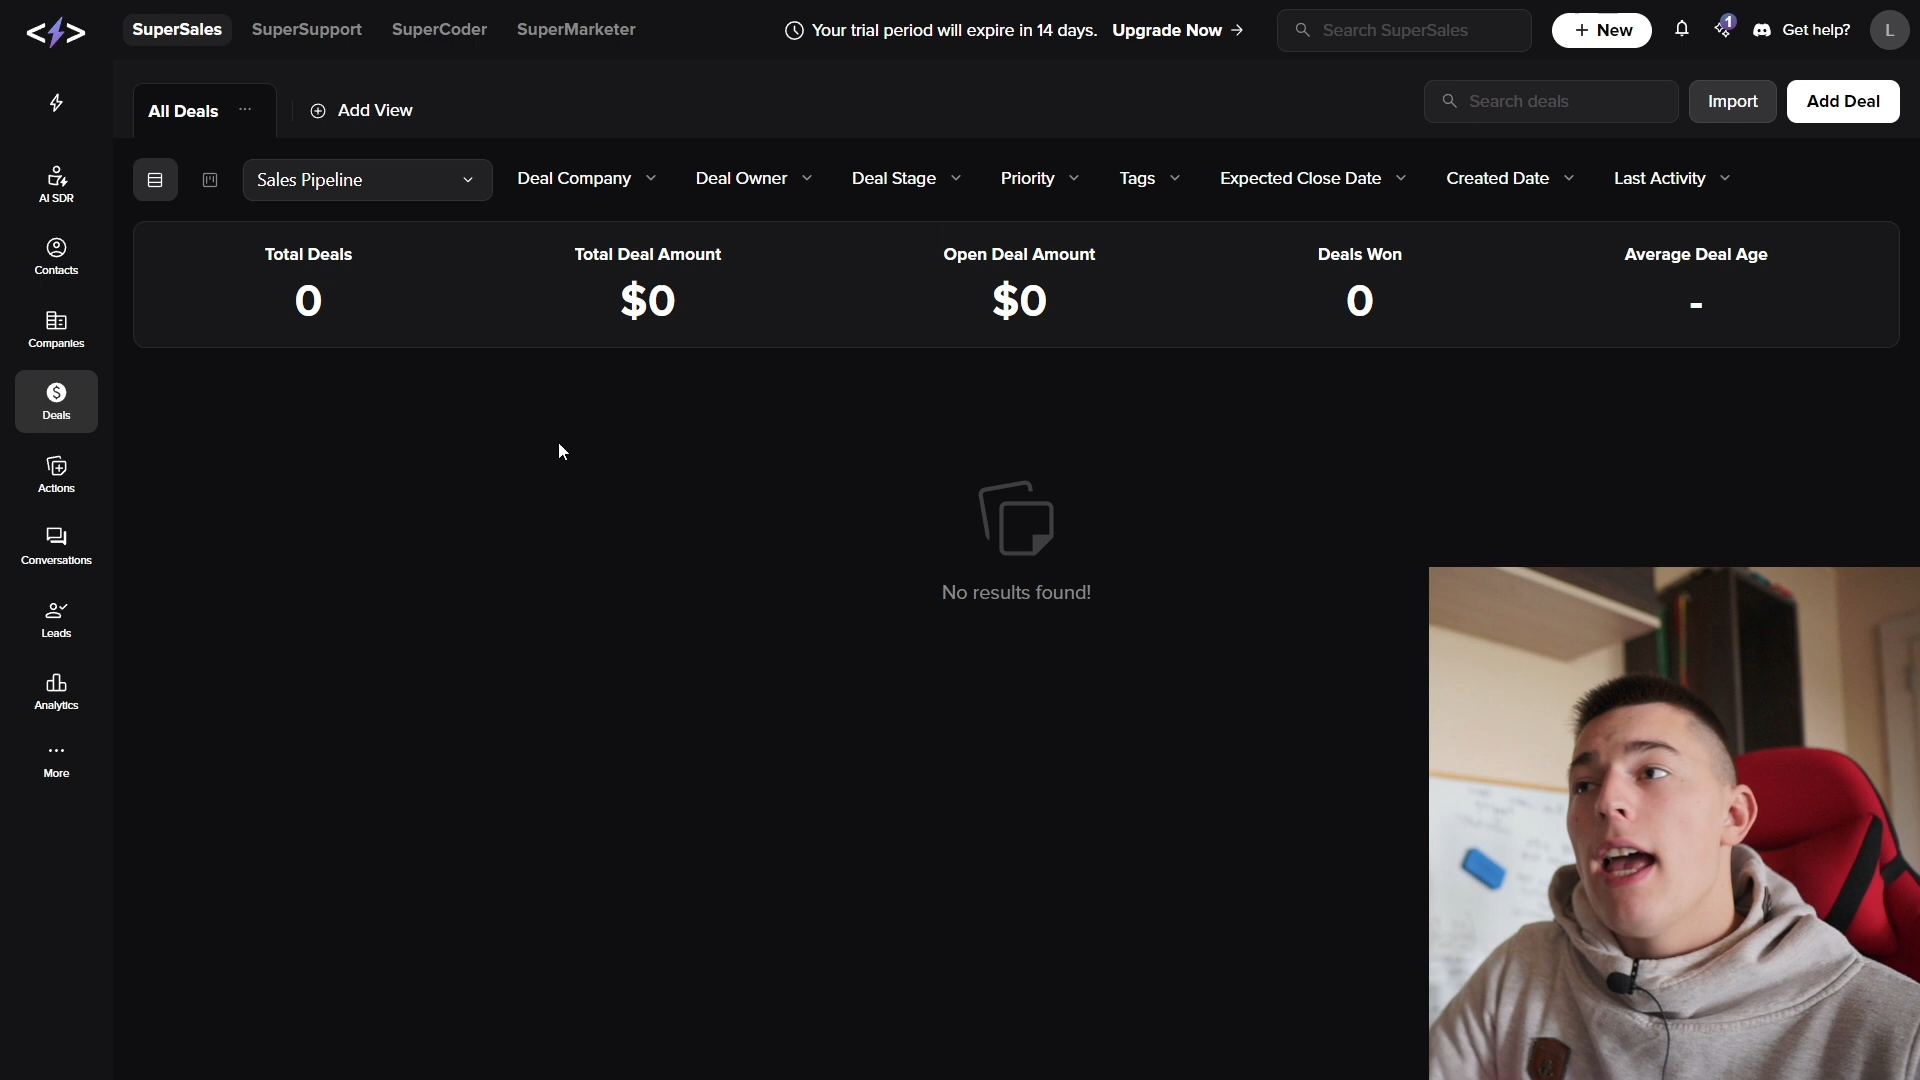 SuperSales
SuperSupport
SuperCoder
SuperMarketer
Your trial period will expire in 14 days. Upgrade Now →
Search SuperSales
+ New
1
Get help?
L
All Deals ...
Add View
Search deals
Import
Add Deal
Sales Pipeline
Deal Company
Deal Owner
Deal Stage
Priority
Tags
Expected Close Date
Created Date
Last Activity
AI SDR
Contacts
Companies
Deals
Actions
Conversations
Leads
Analytics
More
Total Deals
0
Total Deal Amount
$0
Open Deal Amount
$0
Deals Won
0
Average Deal Age
-
No results found!